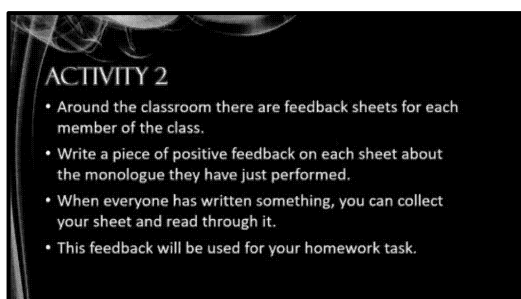 ACTIVITY 2
• Around the classroom there are feedback sheets for each
member of the class.
• Write a piece of positive feedback on each sheet about
the monologue they have just performed.
• When everyone has written something, you can collect
your sheet and read through it.
• This feedback will be used for your homework task.